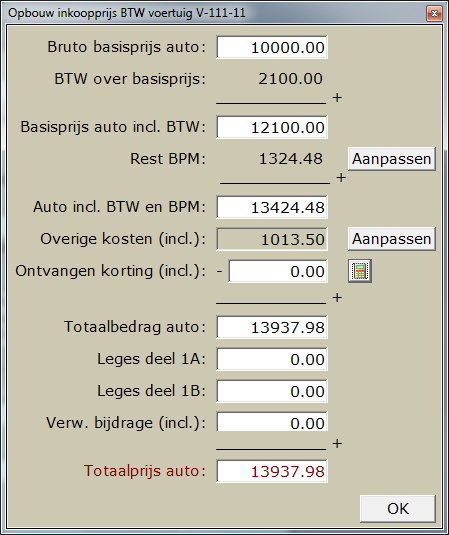 Opbouw inkoopprijs BTW voertuig V-111-11
Bruto basisprijs auto: 10000.00
BTW over basisprijs: 2100.00
+
Basisprijs auto incl. BTW: 12100.00
Rest BPM: 1324.48 Aanpassen
+
Auto incl. BTW en BPM: 13424.48
Overige kosten (incl.): 1013.50 Aanpassen
Ontvangen korting (incl.): - 0.00
+
Totaalbedrag auto: 13937.98
Leges deel 1A: 0.00
Leges deel 1B: 0.00
Verw. bijdrage (incl.): 0.00
+
Totaalprijs auto: 13937.98
OK